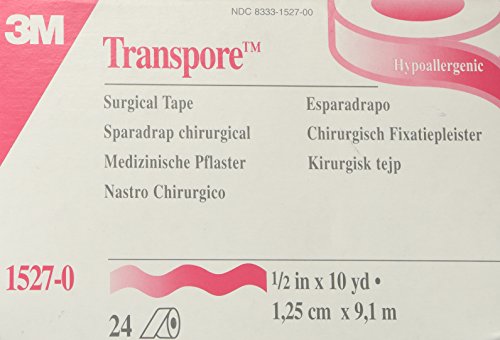 NDC 8333-1527-00
3M
Transpore™
Hypoallergenic
Surgical Tape
Sparadrap chirurgical
Medizinische Pflaster
Nastro Chirurgico
Esparadrapo
Chirurgisch Fixatiepleister
Kirurgisk tejp
1527-0
1/2 in x 10 yd •
1,25 cm x 9,1 m
24